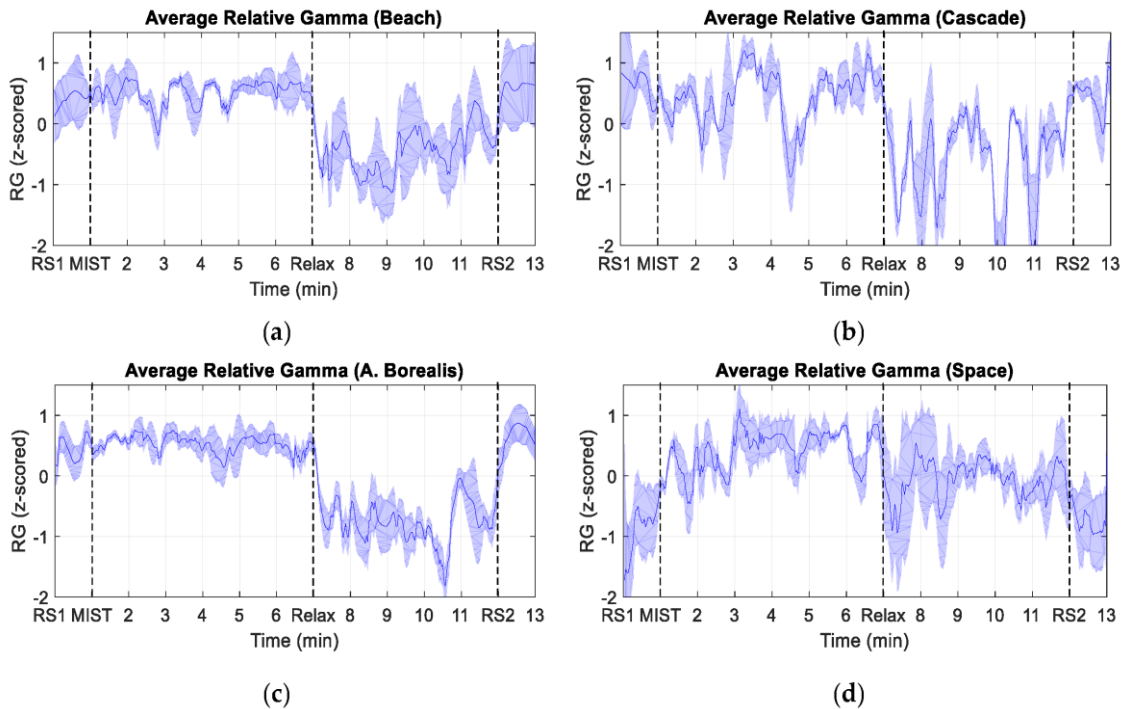 Average Relative Gamma (Beach)
RG (z-scored)
1
0
-1
-2
RS1 MIST 2 3 4 5 6 Relax 8 9 10 11 RS2 13
Time (min)
(a)
Average Relative Gamma (Cascade)
RG (z-scored)
1
0
-1
-2
RS1 MIST 2 3 4 5 6 Relax 8 9 10 11 RS2 13
Time (min)
(b)
Average Relative Gamma (A. Borealis)
RG (z-scored)
1
0
-1
-2
RS1 MIST 2 3 4 5 6 Relax 8 9 10 11 RS2 13
Time (min)
(c)
Average Relative Gamma (Space)
RG (z-scored)
1
0
-1
-2
RS1 MIST 2 3 4 5 6 Relax 8 9 10 11 RS2 13
Time (min)
(d)